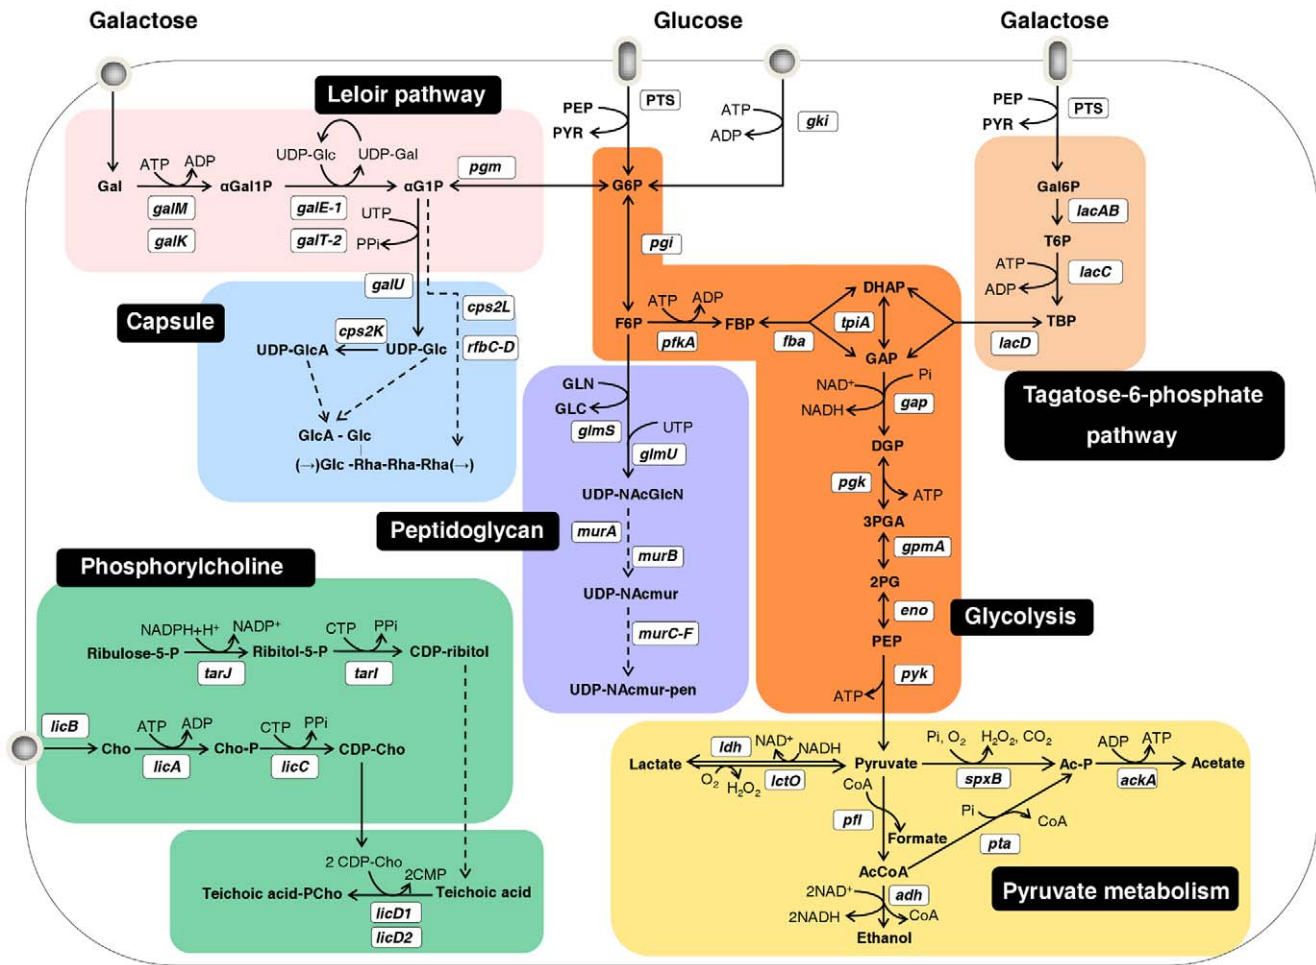 Galactose
Glucose
Galactose
Leloir pathway
PEP
PYR
PTS
ATP
ADP
gki
PEP
PYR
PTS
UDP-Glc
UDP-Gal
ATP
ADP
Gal
αGal1P
αG1P
pgm
G6P
Gal6P
galM
galE-1
galK
galT-2
UTP
PPi
lacAB
T6P
pgi
ATP
ADP
lacC
galU
DHAP
Capsule
cps2L
cps2K
rfbC-D
F6P
ATP
ADP
pfkA
FBP
fba
tpiA
GAP
TBP
lacD
UDP-GlcA
UDP-Glc
GLN
GLC
glmS
UTP
glmU
NAD+
NADH
Pi
gap
Tagatose-6-phosphate
pathway
GlcA - Glc
(→)Glc -Rha-Rha-Rha(→)
DGP
pgk
ATP
UDP-NAcGlcN
Peptidoglycan
murA
murB
3PGA
gpmA
2PG
Phosphorylcholine
UDP-NAcmur
eno
Glycolysis
NADPH+H+
NADP+
CTP
PPi
Ribulose-5-P
Ribitol-5-P
CDP-ribitol
tarJ
tarI
murC-F
PEP
pyk
ATP
UDP-NAcmur-pen
licB
ATP
ADP
CTP
PPi
Cho
Cho-P
CDP-Cho
licA
licC
ldh
NAD+
NADH
Pi, O2
H2O2, CO2
ADP
ATP
Lactate
Pyruvate
Ac-P
Acetate
O2
H2O2
lctO
spxB
ackA
CoA
pfl
Formate
Pi
CoA
pta
AcCoA
2 CDP-Cho
2CMP
Teichoic acid-PCho
Teichoic acid
licD1
licD2
2NAD+
2NADH
adh
CoA
Ethanol
Pyruvate metabolism